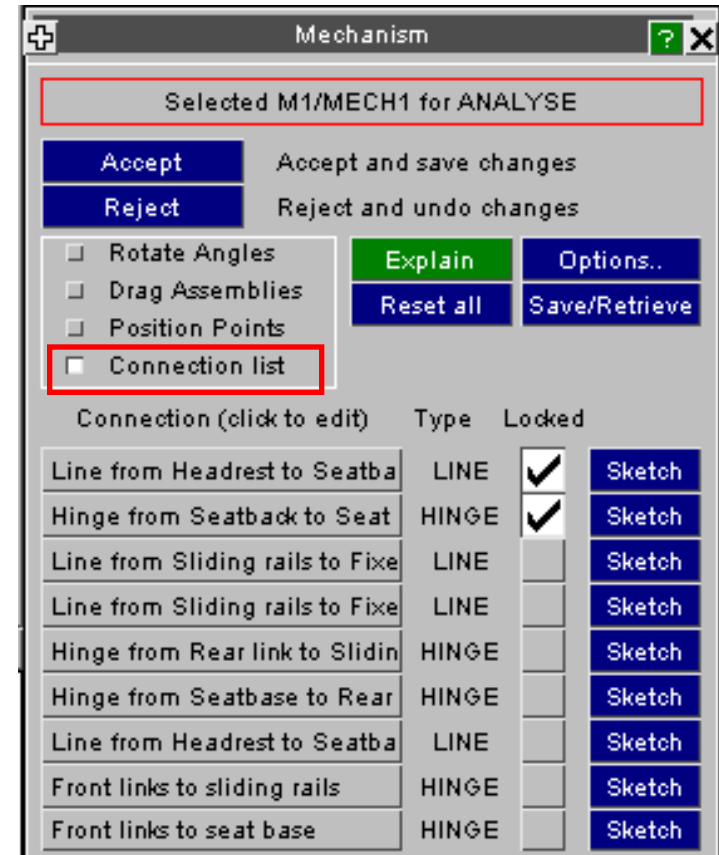 Mechanism ? X
Selected M1/MECH1 for ANALYSE
Accept Accept and save changes
Reject Reject and undo changes
Rotate Angles Explain Options..
Drag Assemblies
Reset all Save/Retrieve
Position Points
Connection list
Connection (click to edit) Type Locked
Line from Headrest to Seatba LINE Sketch
Hinge from Seatback to Seat HINGE Sketch
Line from Sliding rails to Fixe LINE Sketch
Line from Sliding rails to Fixe LINE Sketch
Hinge from Rear link to Slidin HINGE Sketch
Hinge from Seatbase to Rear HINGE Sketch
Line from Headrest to Seatba LINE Sketch
Front links to sliding rails HINGE Sketch
Front links to seat base HINGE Sketch